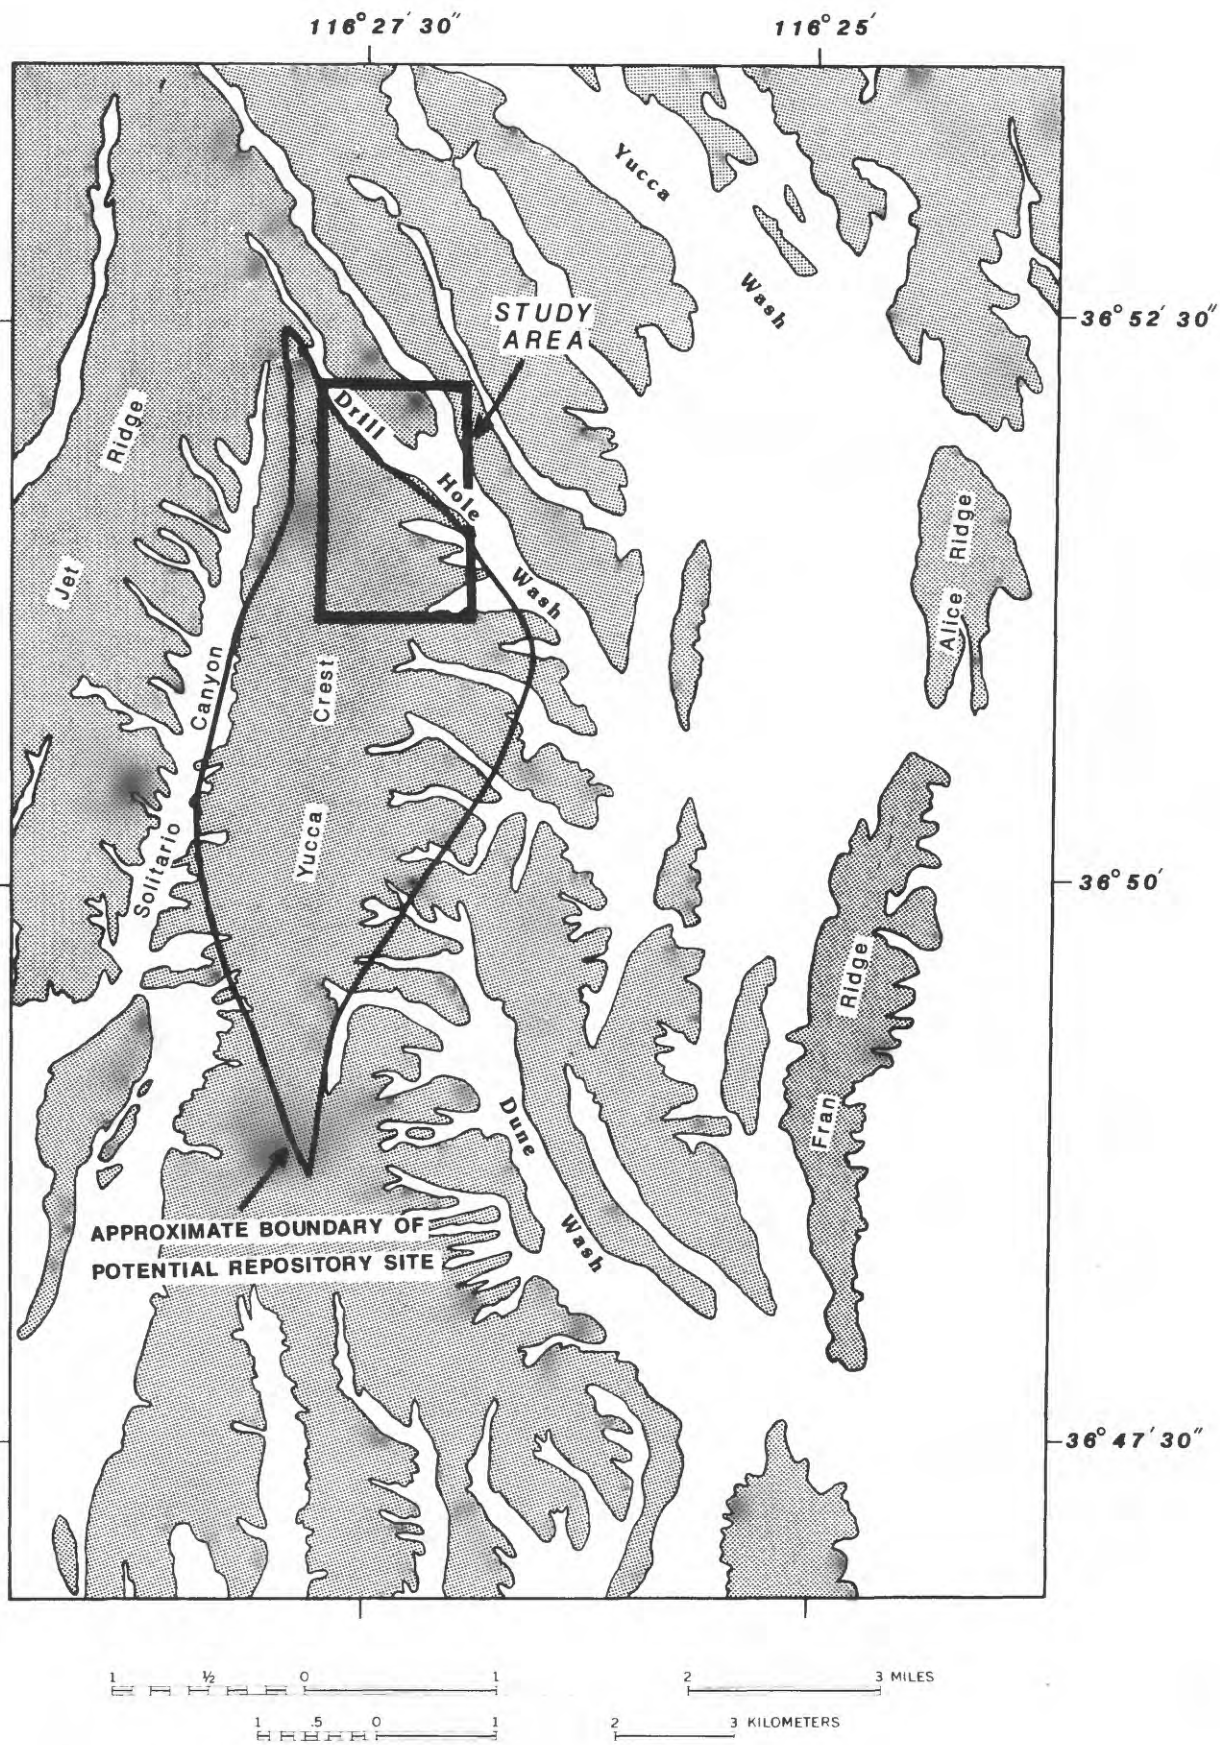 116° 27' 30"
116° 25'
Yucca
Wash
STUDY
AREA
36° 52' 30"
Drill
Hole
Wash
Jet Ridge
Alice Ridge
Solitario Canyon
Yucca Crest
36° 50'
Fran Ridge
Dune
Wash
APPROXIMATE BOUNDARY OF
POTENTIAL REPOSITORY SITE
36° 47' 30"
1 ½ 0 1 2 3 MILES
1 .5 0 1 2 3 KILOMETERS